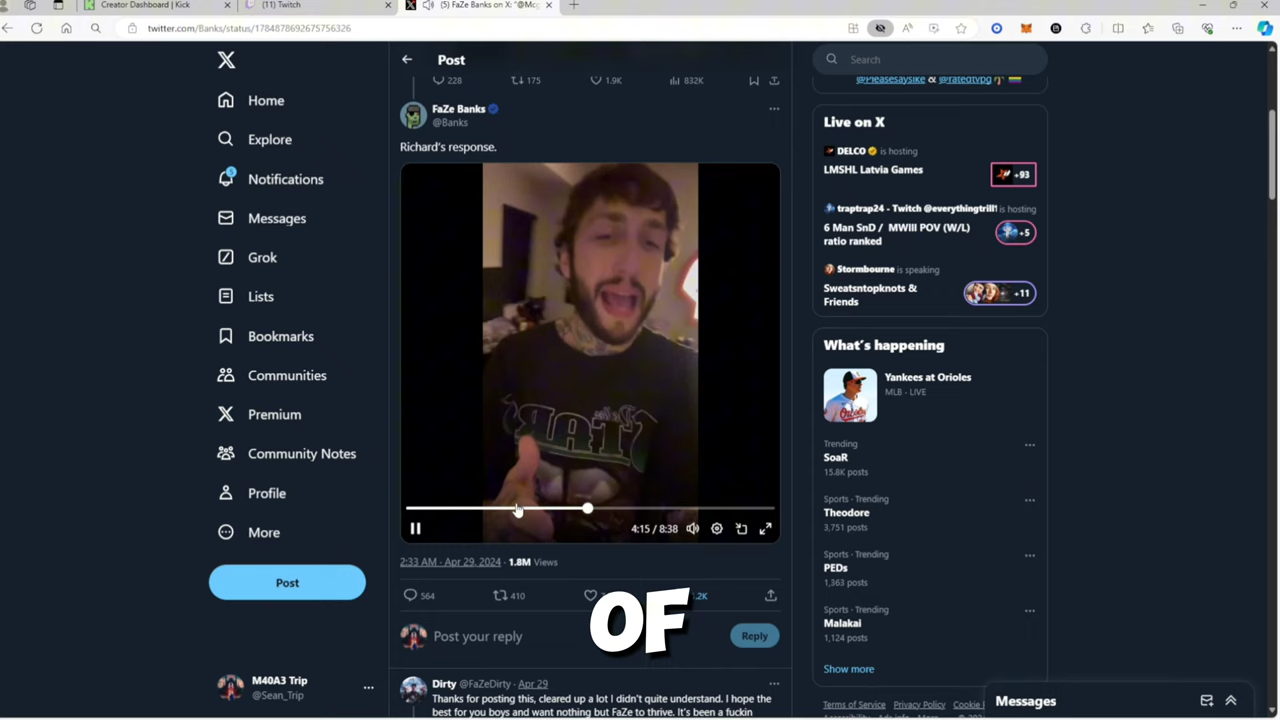 Creator Dashboard | Kick
(11) Twitch
(5) FaZe Banks on X: "@Mc
twitter.com/Banks/status/1784878692675756326
Home
Explore
Notifications
Messages
Grok
Lists
Bookmarks
Communities
Premium
Community Notes
Profile
More
Post
M40A3 Trip
@Sean_Trip
Post
228
175
1.9K
832K
FaZe Banks
@Banks
Richard's response.
4:15 / 8:38
2:33 AM · Apr 29, 2024 · 1.8M Views
564
410
OF
Post your reply
Reply
Dirty @FaZeDirty · Apr 29
Thanks for posting this, cleared up a lot I didn't quite understand. I hope the
best for you boys and want nothing but FaZe to thrive. It's been a fuckin
Search
@Pleasesaysike & @ratedtvpg
Live on X
DELCO is hosting
LMSHL Latvia Games
+93
traptrap24 - Twitch @everythingtrill is hosting
6 Man SnD / MWIII POV (W/L)
ratio ranked
+5
Stormbourne is speaking
Sweatsntopknots &
Friends
+11
What's happening
Yankees at Orioles
MLB · LIVE
Trending
SoaR
15.8K posts
Sports · Trending
Theodore
3,751 posts
Sports · Trending
PEDs
1,363 posts
Sports · Trending
Malakai
1,124 posts
Show more
Terms of Service Privacy Policy Cookie
Messages